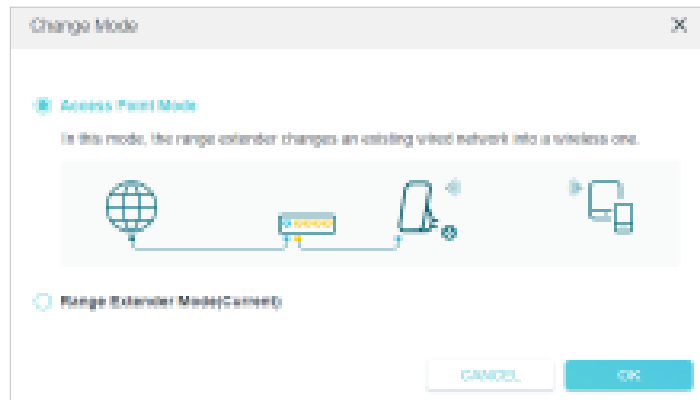 Change Mode
Access Point Mode
In this mode, the range extender changes an existing wired network into a wireless one.
Range Extender Mode(Current)
CANCEL
OK